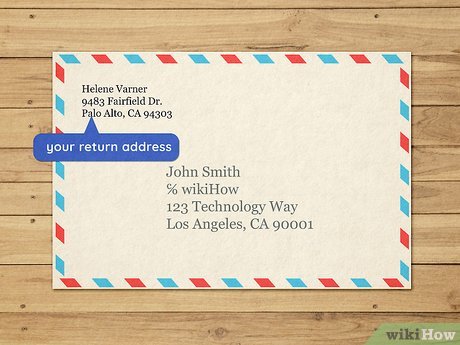 Helene Varner
9483 Fairfield Dr.
Palo Alto, CA 94303
your return address
John Smith
℅ wikiHow
123 Technology Way
Los Angeles, CA 90001
wikiHow